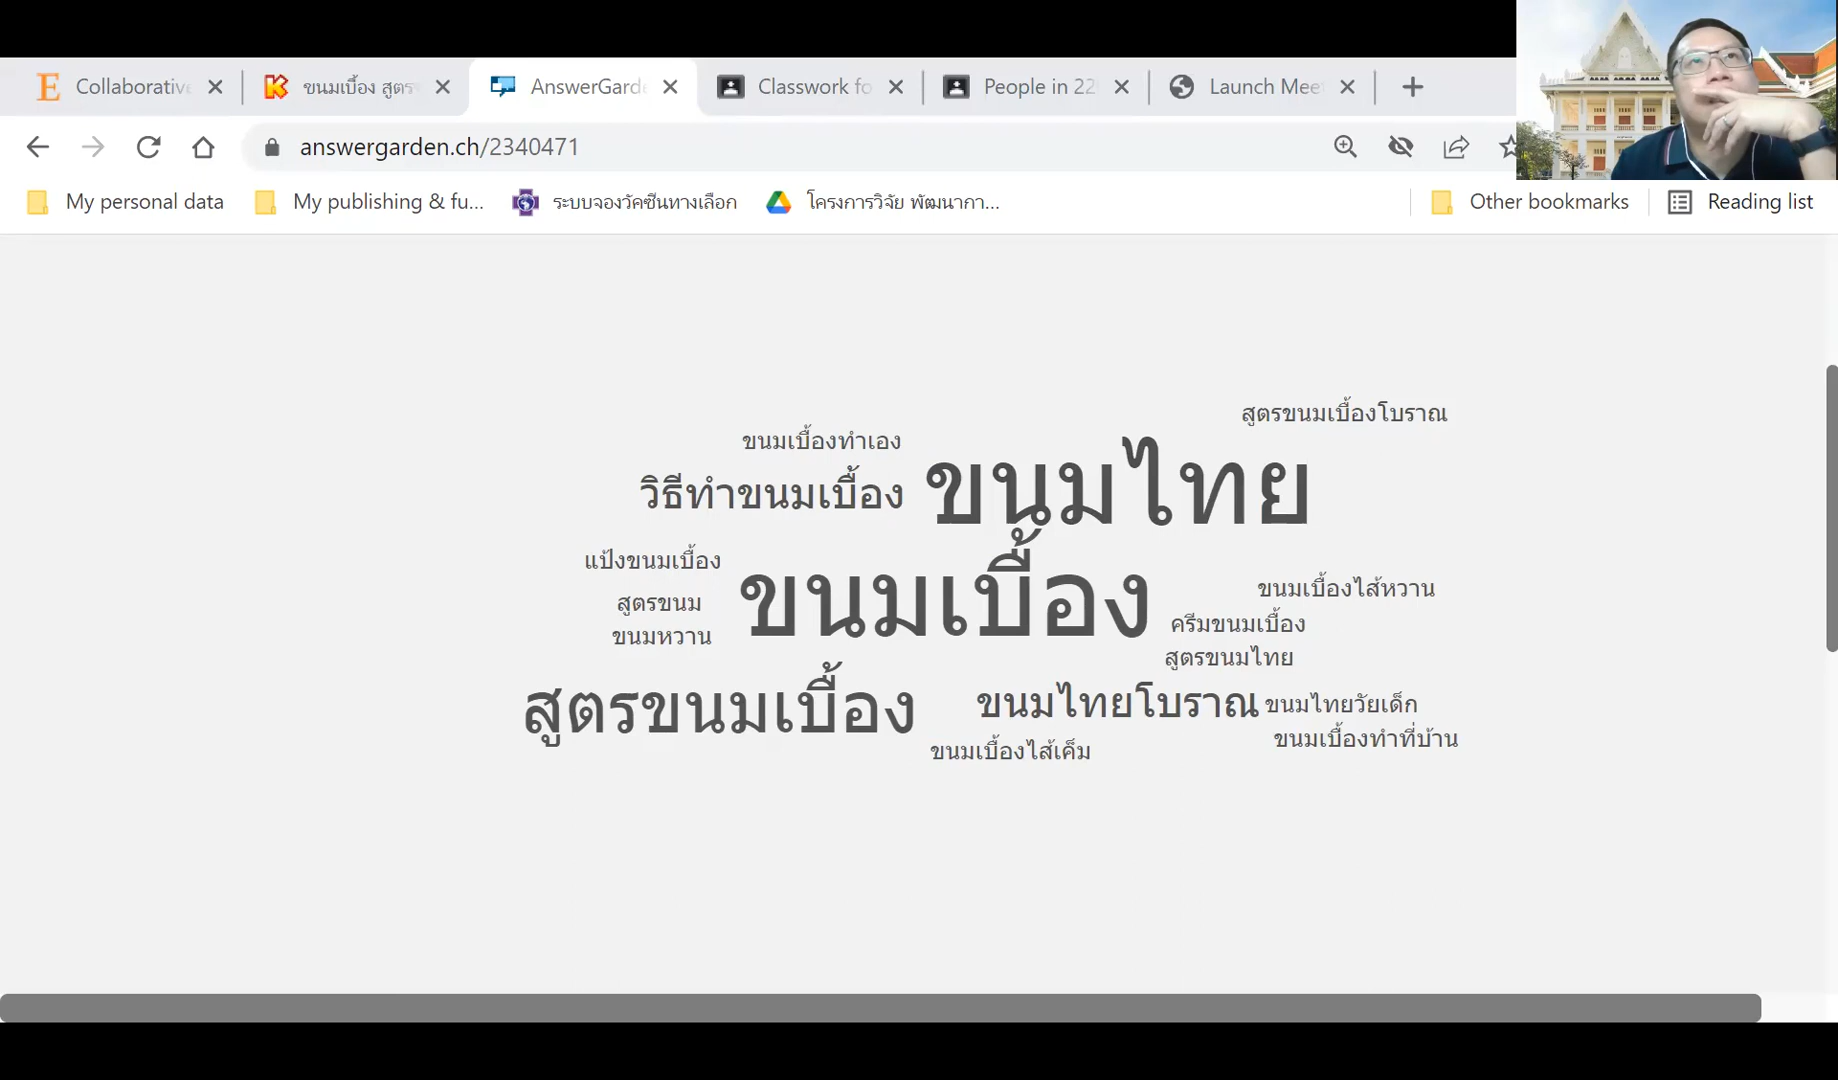 Collaborative
ขนมเบื้อง สูตร
AnswerGarde
Classwork fo
People in 22
Launch Mee
answergarden.ch/2340471
My personal data
My publishing & fu...
ระบบจองวัคซีนทางเลือก
โครงการวิจัย พัฒนากา...
Other bookmarks
Reading list
สูตรขนมเบื้องโบราณ
ขนมเบื้องทำเอง
วิธีทำขนมเบื้อง
ขนมไทย
แป้งขนมเบื้อง
ขนมเบื้อง
ขนมเบื้องไส้หวาน
สูตรขนม
ครีมขนมเบื้อง
ขนมหวาน
สูตรขนมไทย
สูตรขนมเบื้อง
ขนมไทยโบราณ
ขนมไทยวัยเด็ก
ขนมเบื้องทำที่บ้าน
ขนมเบื้องไส้เค็ม